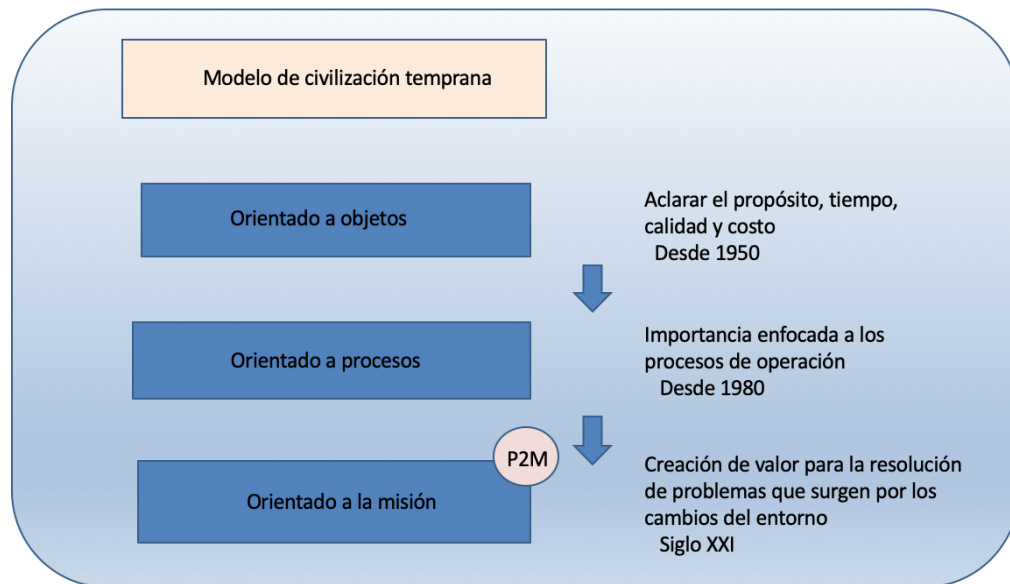 Modelo de civilización temprana
Orientado a objetos
Aclarar el propósito, tiempo,
calidad y costo
Desde 1950
Orientado a procesos
Importancia enfocada a los
procesos de operación
Desde 1980
P2M
Orientado a la misión
Creación de valor para la resolución
de problemas que surgen por los
cambios del entorno
Siglo XXI